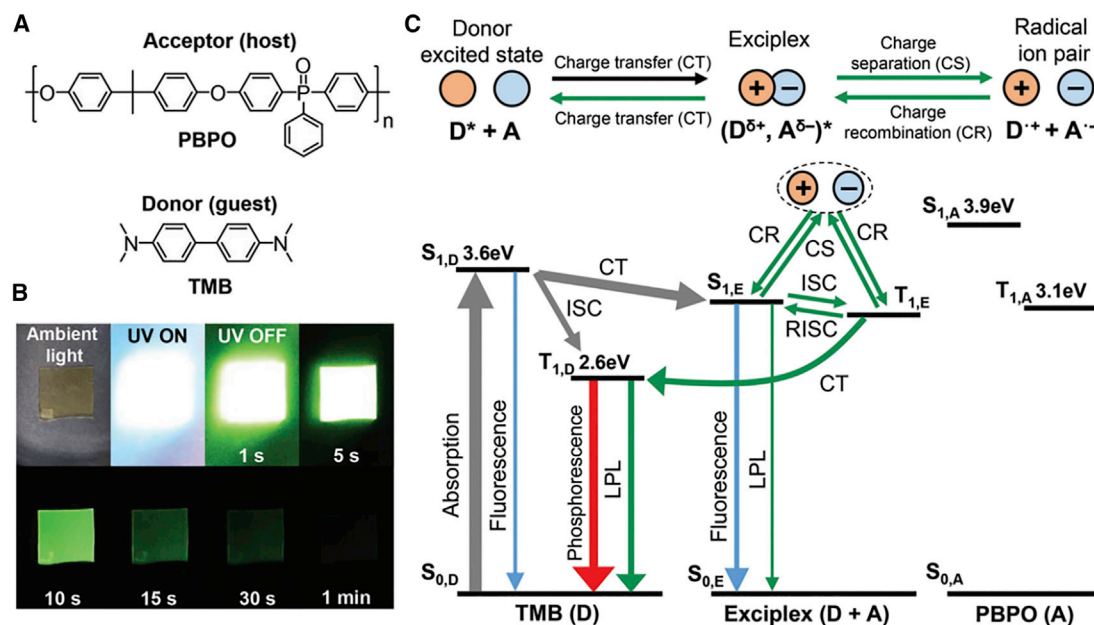 A
Acceptor (host)
O
O
O
P
n
PBPO
Donor (guest)
N
N
TMB
B
Ambient light
UV ON
UV OFF
1 s
5 s
10 s
15 s
30 s
1 min
C
Donor
excited state
Charge transfer (CT)
Charge transfer (CT)
D* + A
Exciplex
+
−
(Dδ+, Aδ−)*
Charge
separation (CS)
Charge
recombination (CR)
Radical
ion pair
+
−
D·+ + A·-
+
−
CR
CS
CR
S1,A 3.9eV
S1,D 3.6eV
CT
ISC
S1,E
ISC
RISC
T1,E
T1,A 3.1eV
T1,D 2.6eV
CT
Absorption
Fluorescence
Phosphorescence
LPL
Fluorescence
LPL
S0,D
S0,E
S0,A
TMB (D)
Exciplex (D + A)
PBPO (A)